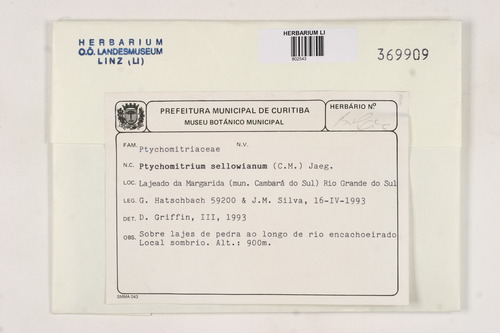 HERBARIUM
O.Ö. LANDESMUSEUM
LINZ (LI)
HERBARIUM LI
802543
369909
PREFEITURA MUNICIPAL DE CURITIBA
MUSEU BOTÂNICO MUNICIPAL
HERBÁRIO Nº
FAM. Ptychomitriaceae N.V.
N.C. Ptychomitrium sellowianum (C.M.) Jaeg.
LOC. Lajeado da Margarida (mun. Cambará do Sul) Rio Grande do Sul
LEG. G. Hatschbach 59200 & J.M. Silva, 16-IV-1993
DET. D. Griffin, III, 1993
OBS. Sobre lajes de pedra ao longo de rio encachoeirado
Local sombrio. Alt.: 900m.
SMMA 043